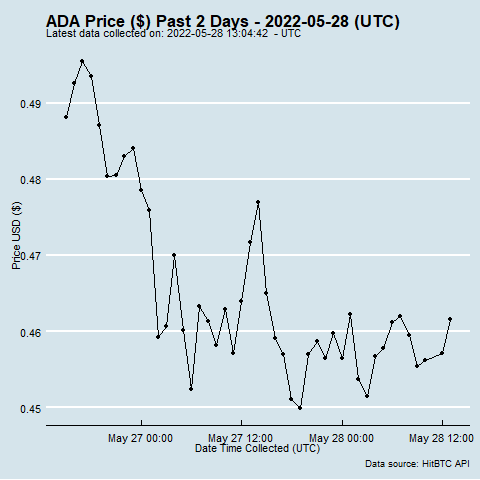 ADA Price ($) Past 2 Days - 2022-05-28 (UTC)
Latest data collected on: 2022-05-28 13:04:42 - UTC
Price USD ($)
0.49
0.48
0.47
0.46
0.45
May 27 00:00
May 27 12:00
May 28 00:00
May 28 12:00
Date Time Collected (UTC)
Data source: HitBTC API